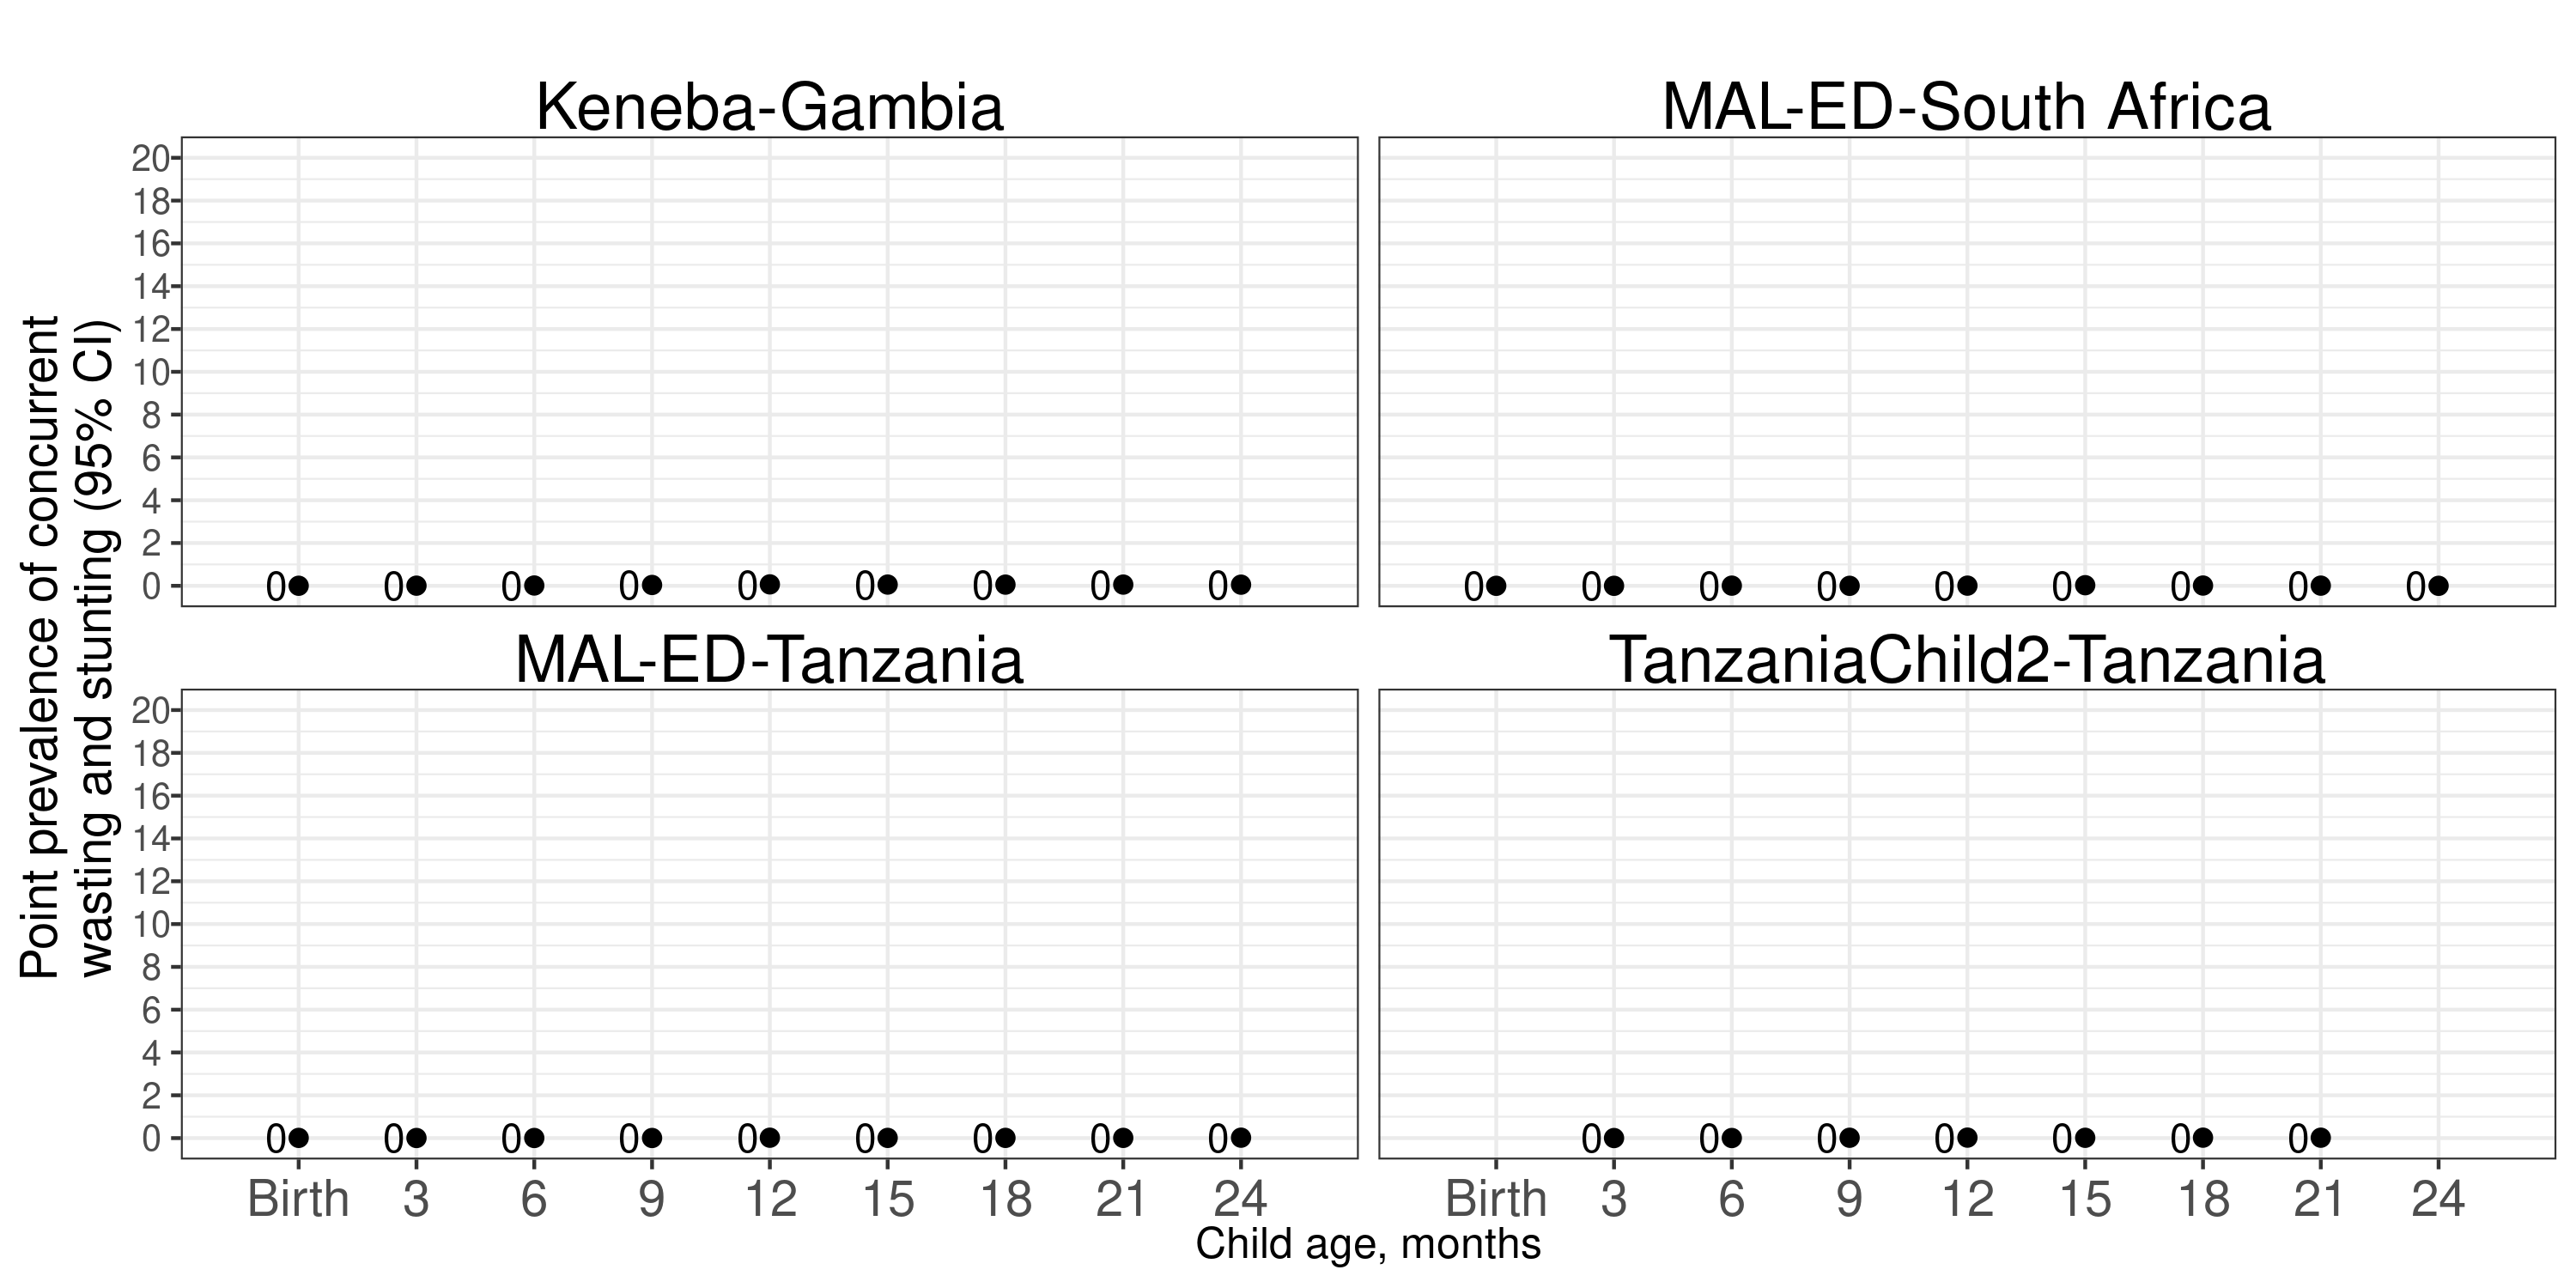 Keneba-Gambia
MAL-ED-South Africa
20
18
16
14
12
10
8
6
4
2
0
0 0 0 0 0 0 0 0 0
0 0 0 0 0 0 0 0 0
Point prevalence of concurrent
wasting and stunting (95% CI)
MAL-ED-Tanzania
TanzaniaChild2-Tanzania
20
18
16
14
12
10
8
6
4
2
0
0 0 0 0 0 0 0 0 0
0 0 0 0 0 0 0
Birth 3 6 9 12 15 18 21 24
Birth 3 6 9 12 15 18 21 24
Child age, months